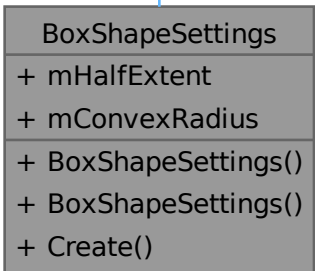 BoxShapeSettings
+ mHalfExtent
+ mConvexRadius
+ BoxShapeSettings()
+ BoxShapeSettings()
+ Create()